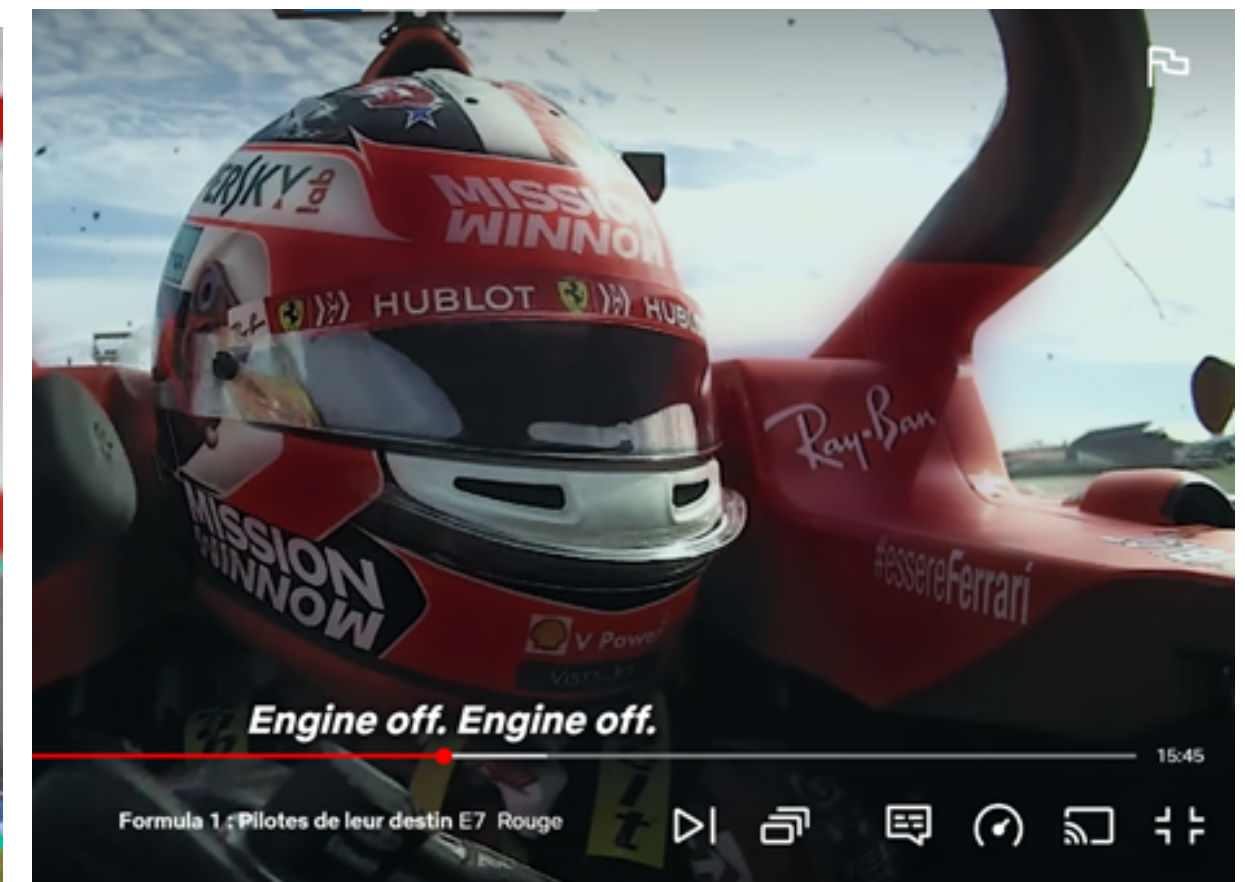 MISSION
WINNOW
lab
HUBLOT
Ray-Ban
#essereFerrari
MISSION
WINNOW
V Power
Engine off. Engine off.
15:45
Formula 1 : Pilotes de leur destin E7 Rouge